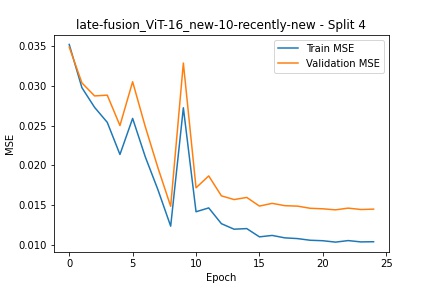 late-fusion_ViT-16_new-10-recently-new - Split 4
Train MSE
Validation MSE
0.035
0.030
0.025
0.020
0.015
0.010
MSE
0
5
10
15
20
25
Epoch